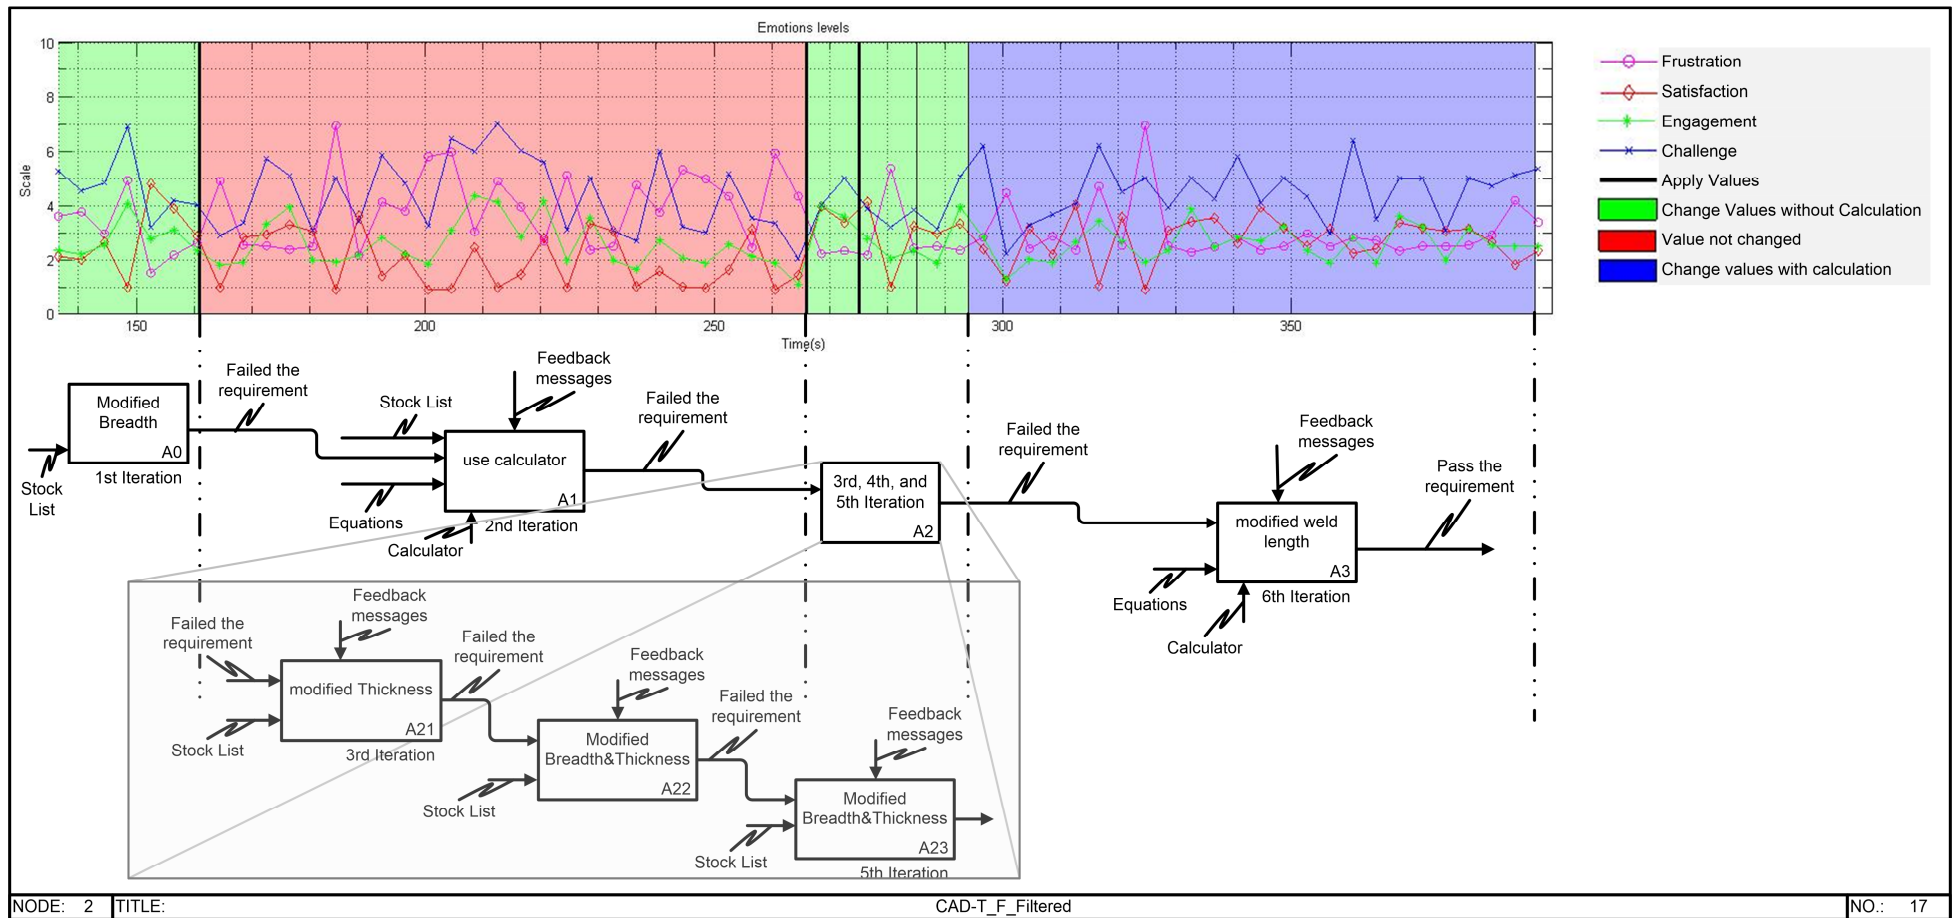 Emotions levels
10
8
6
4
2
0
Scale
150
200
250
300
350
Time(s)
Frustration
Satisfaction
Engagement
Challenge
Apply Values
Change Values without Calculation
Value not changed
Change values with calculation
Modified
Breadth
A0
1st Iteration
Stock
List
Failed the
requirement
Stock List
Feedback
messages
use calculator
A1
2nd Iteration
Equations
Calculator
Failed the
requirement
3rd, 4th, and
5th Iteration
A2
Failed the
requirement
Feedback
messages
modified weld
length
A3
6th Iteration
Equations
Calculator
Pass the
requirement
Failed the
requirement
Feedback
messages
modified Thickness
A21
3rd Iteration
Stock List
Failed the
requirement
Feedback
messages
Modified
Breadth&Thickness
A22
Stock List
Failed the
requirement
Feedback
messages
Modified
Breadth&Thickness
A23
5th Iteration
Stock List
NODE: 2
TITLE:
CAD-T_F_Filtered
NO.: 17